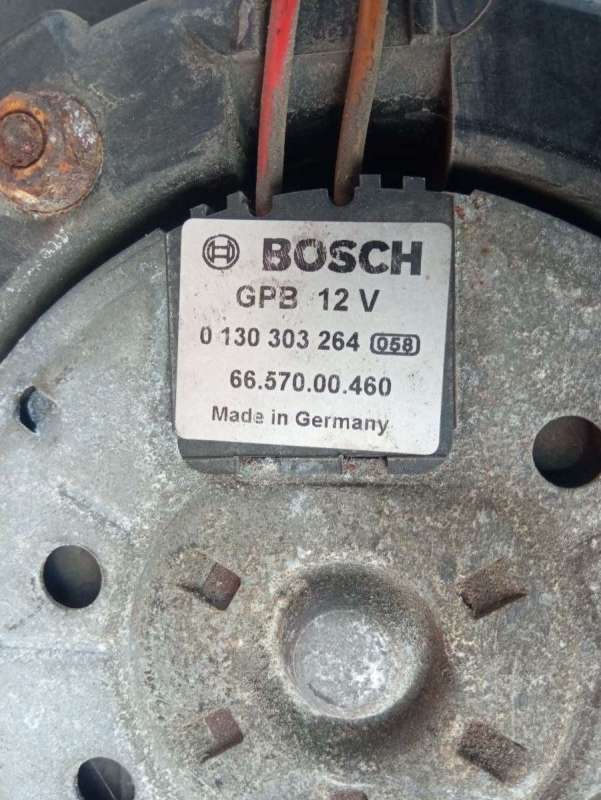 BOSCH
GPB 12 V
0 130 303 264 058
66.570.00.460
Made in Germany